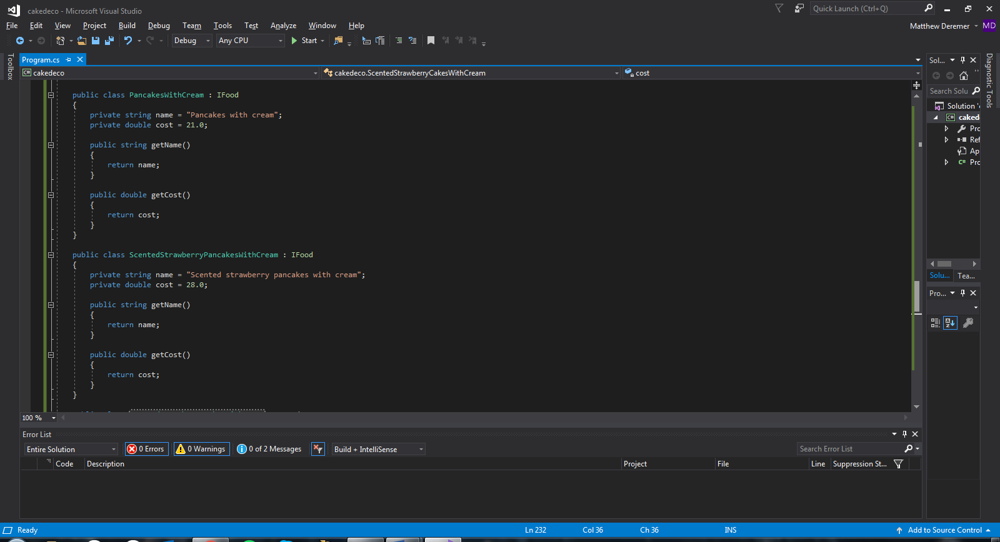 cakedeco - Microsoft Visual Studio
Quick Launch (Ctrl+Q)
File Edit View Project Build Debug Team Tools Test Analyze Window Help
Matthew Deremer MD
Debug Any CPU Start
Toolbox
Program.cs
cakedeco cakedeco.ScentedStrawberryCakesWithCream cost
public class PancakesWithCream : IFood
{
private string name = "Pancakes with cream";
private double cost = 21.0;
public string getName()
{
return name;
}
public double getCost()
{
return cost;
}
}
public class ScentedStrawberryPancakesWithCream : IFood
{
private string name = "Scented strawberry pancakes with cream";
private double cost = 28.0;
public string getName()
{
return name;
}
public double getCost()
{
return cost;
}
}
100 %
Sol...
Search Solu
Solution '
caked
Pro
Ref
Ap
C# Pro
Solu... Tea...
Pro...
Diagnostic Tools
Error List
Entire Solution 0 Errors 0 Warnings 0 of 2 Messages Build + IntelliSense Search Error List
Code Description Project File Line Suppression St...
Ready Ln 232 Col 36 Ch 36 INS Add to Source Control